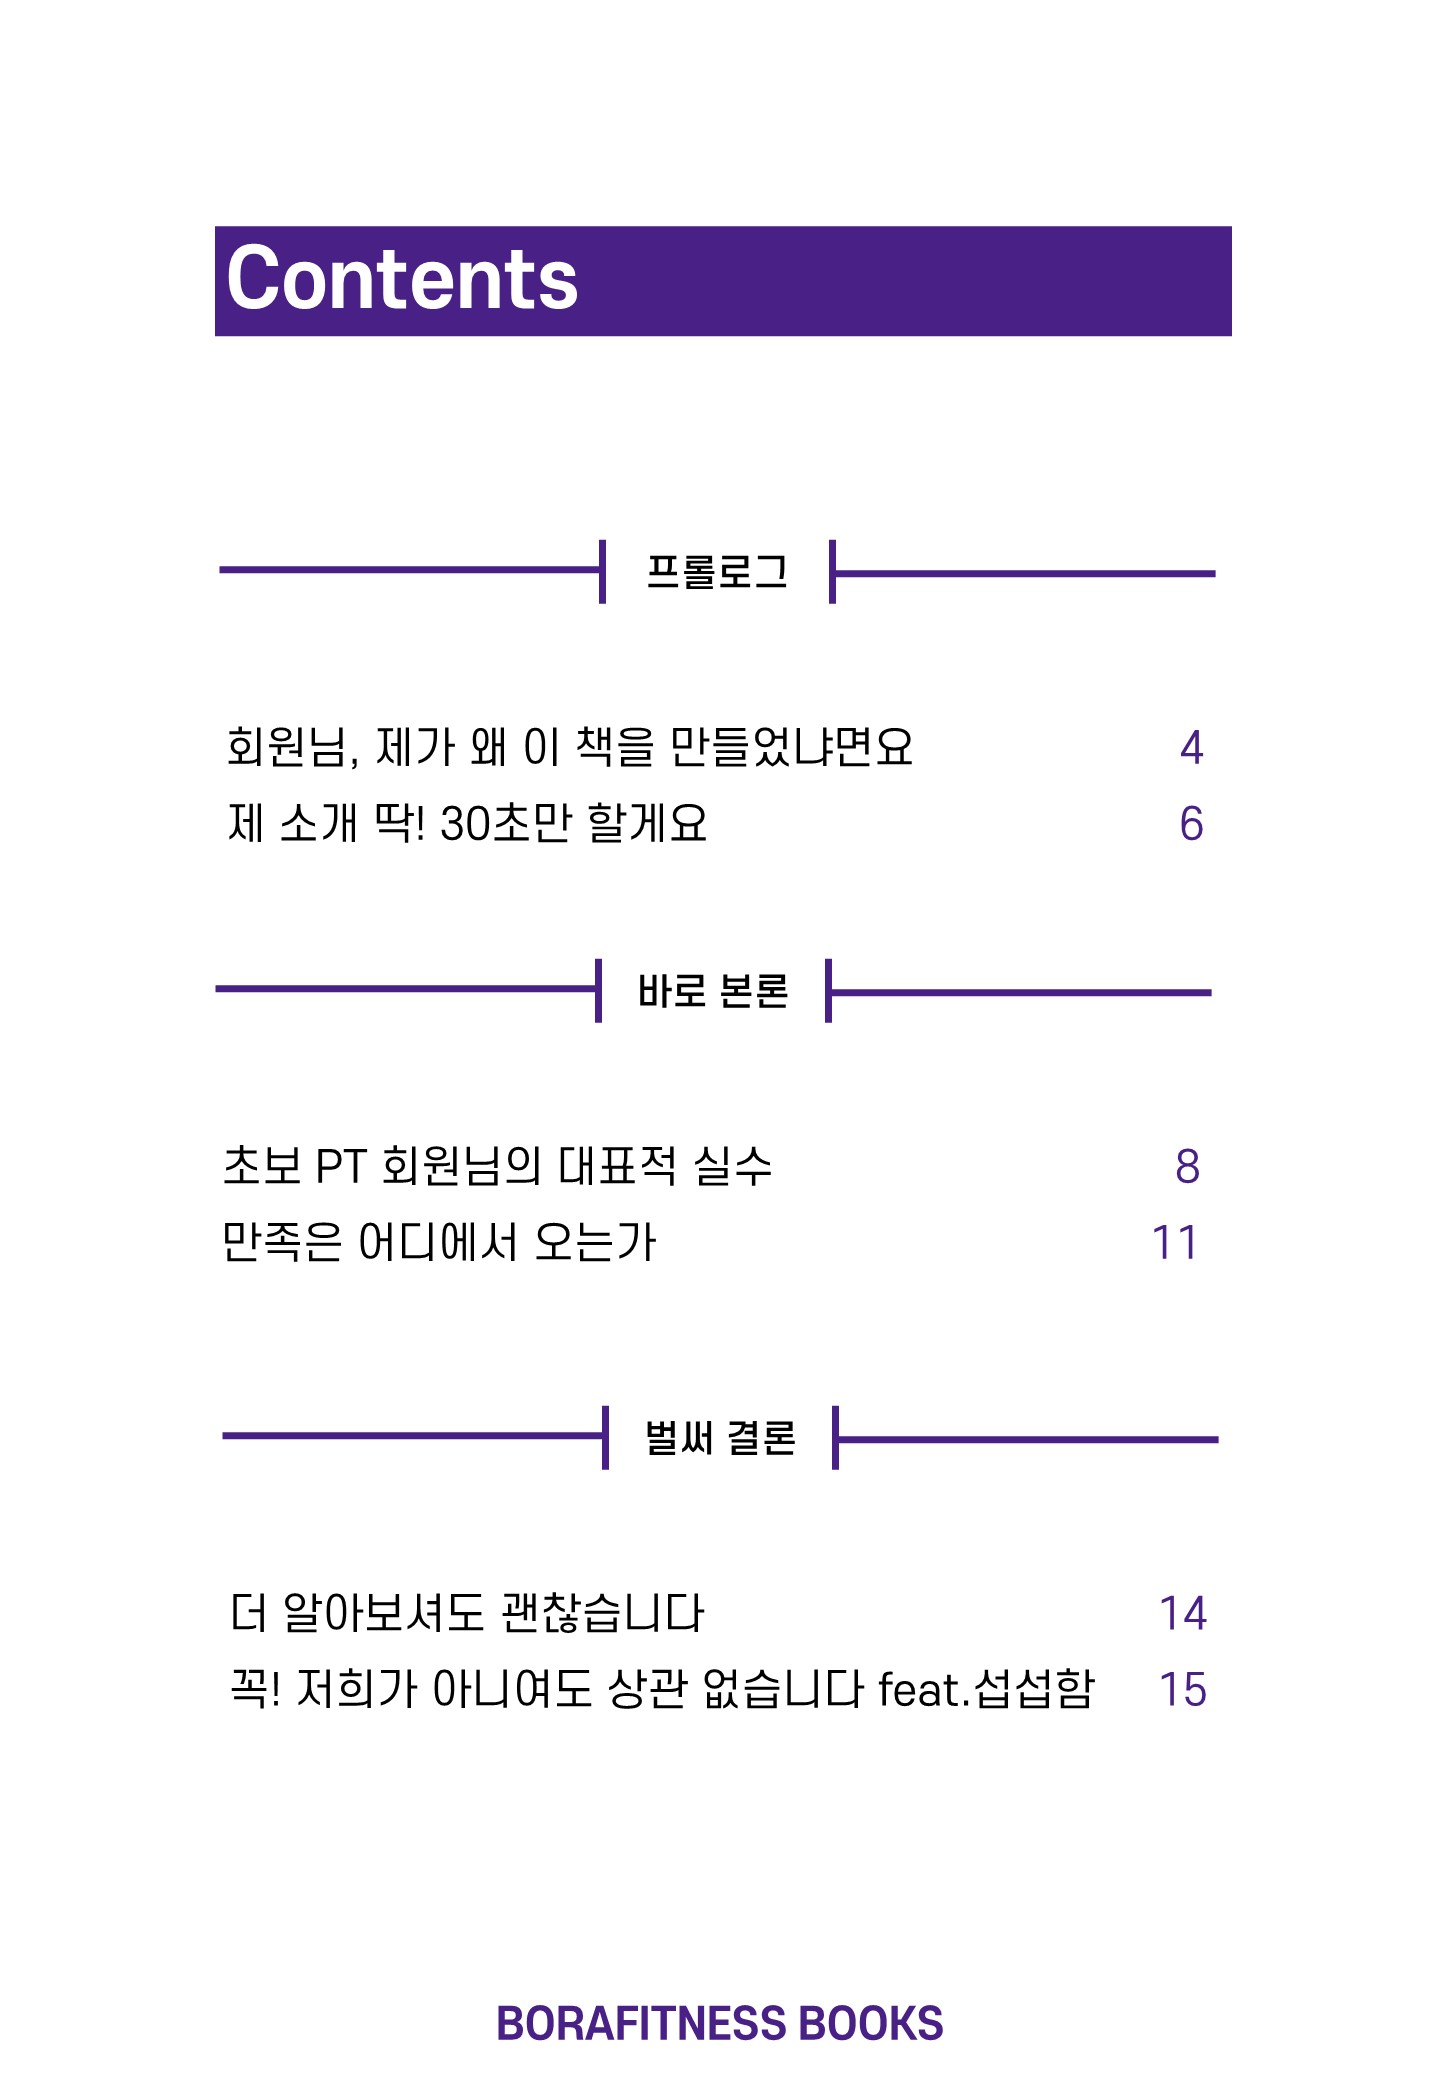 Contents
프롤로그
회원님, 제가 왜 이 책을 만들었냐면요 4
제 소개 딱! 30초만 할게요 6
바로 본론
초보 PT 회원님의 대표적 실수 8
만족은 어디에서 오는가 11
벌써 결론
더 알아보셔도 괜찮습니다 14
꼭! 저희가 아니여도 상관 없습니다 feat.섭섭함 15
BORAFITNESS BOOKS